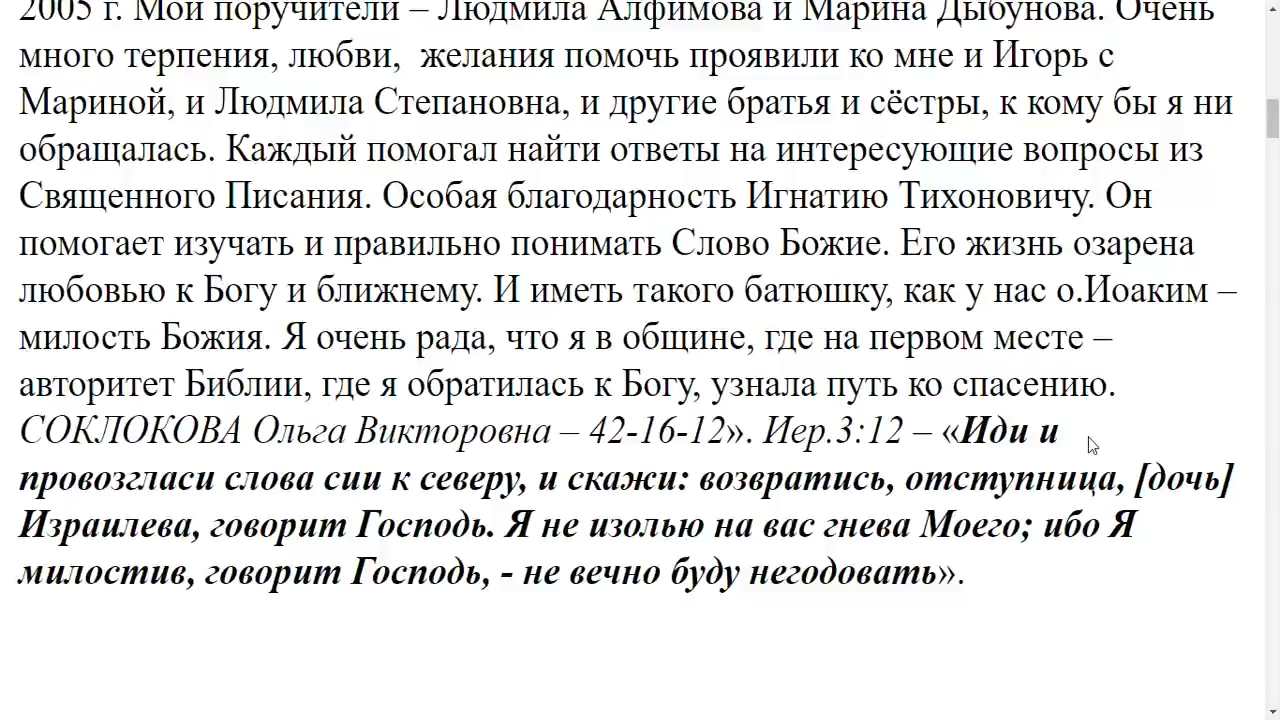 2005 г. Мои поручители – Людмила Алфимова и Марина Дыбунова. Очень
много терпения, любви,  желания помочь проявили ко мне и Игорь с
Мариной, и Людмила Степановна, и другие братья и сёстры, к кому бы я ни
обращалась. Каждый помогал найти ответы на интересующие вопросы из
Священного Писания. Особая благодарность Игнатию Тихоновичу. Он
помогает изучать и правильно понимать Слово Божие. Его жизнь озарена
любовью к Богу и ближнему. И иметь такого батюшку, как у нас о.Иоаким –
милость Божия. Я очень рада, что я в общине, где на первом месте –
авторитет Библии, где я обратилась к Богу, узнала путь ко спасению.
СОКЛОКОВА Ольга Викторовна – 42-16-12». Иер.3:12 – «Иди и
провозгласи слова сии к северу, и скажи: возвратись, отступница, [дочь]
Израилева, говорит Господь. Я не изолью на вас гнева Моего; ибо Я
милостив, говорит Господь, - не вечно буду негодовать».